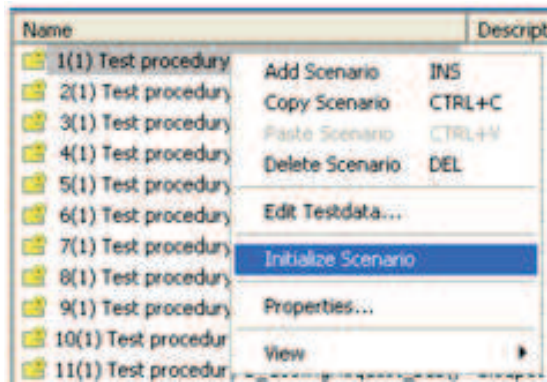 Name Descript
1(1) Test procedury
2(1) Test procedury
3(1) Test procedury
4(1) Test procedury
5(1) Test procedury
6(1) Test procedury
7(1) Test procedury
8(1) Test procedury
9(1) Test procedury
10(1) Test procedur
11(1) Test procedury
Add Scenario INS
Copy Scenario CTRL+C
Paste Scenario CTRL+V
Delete Scenario DEL
Edit Testdata...
Initialize Scenario
Properties...
View